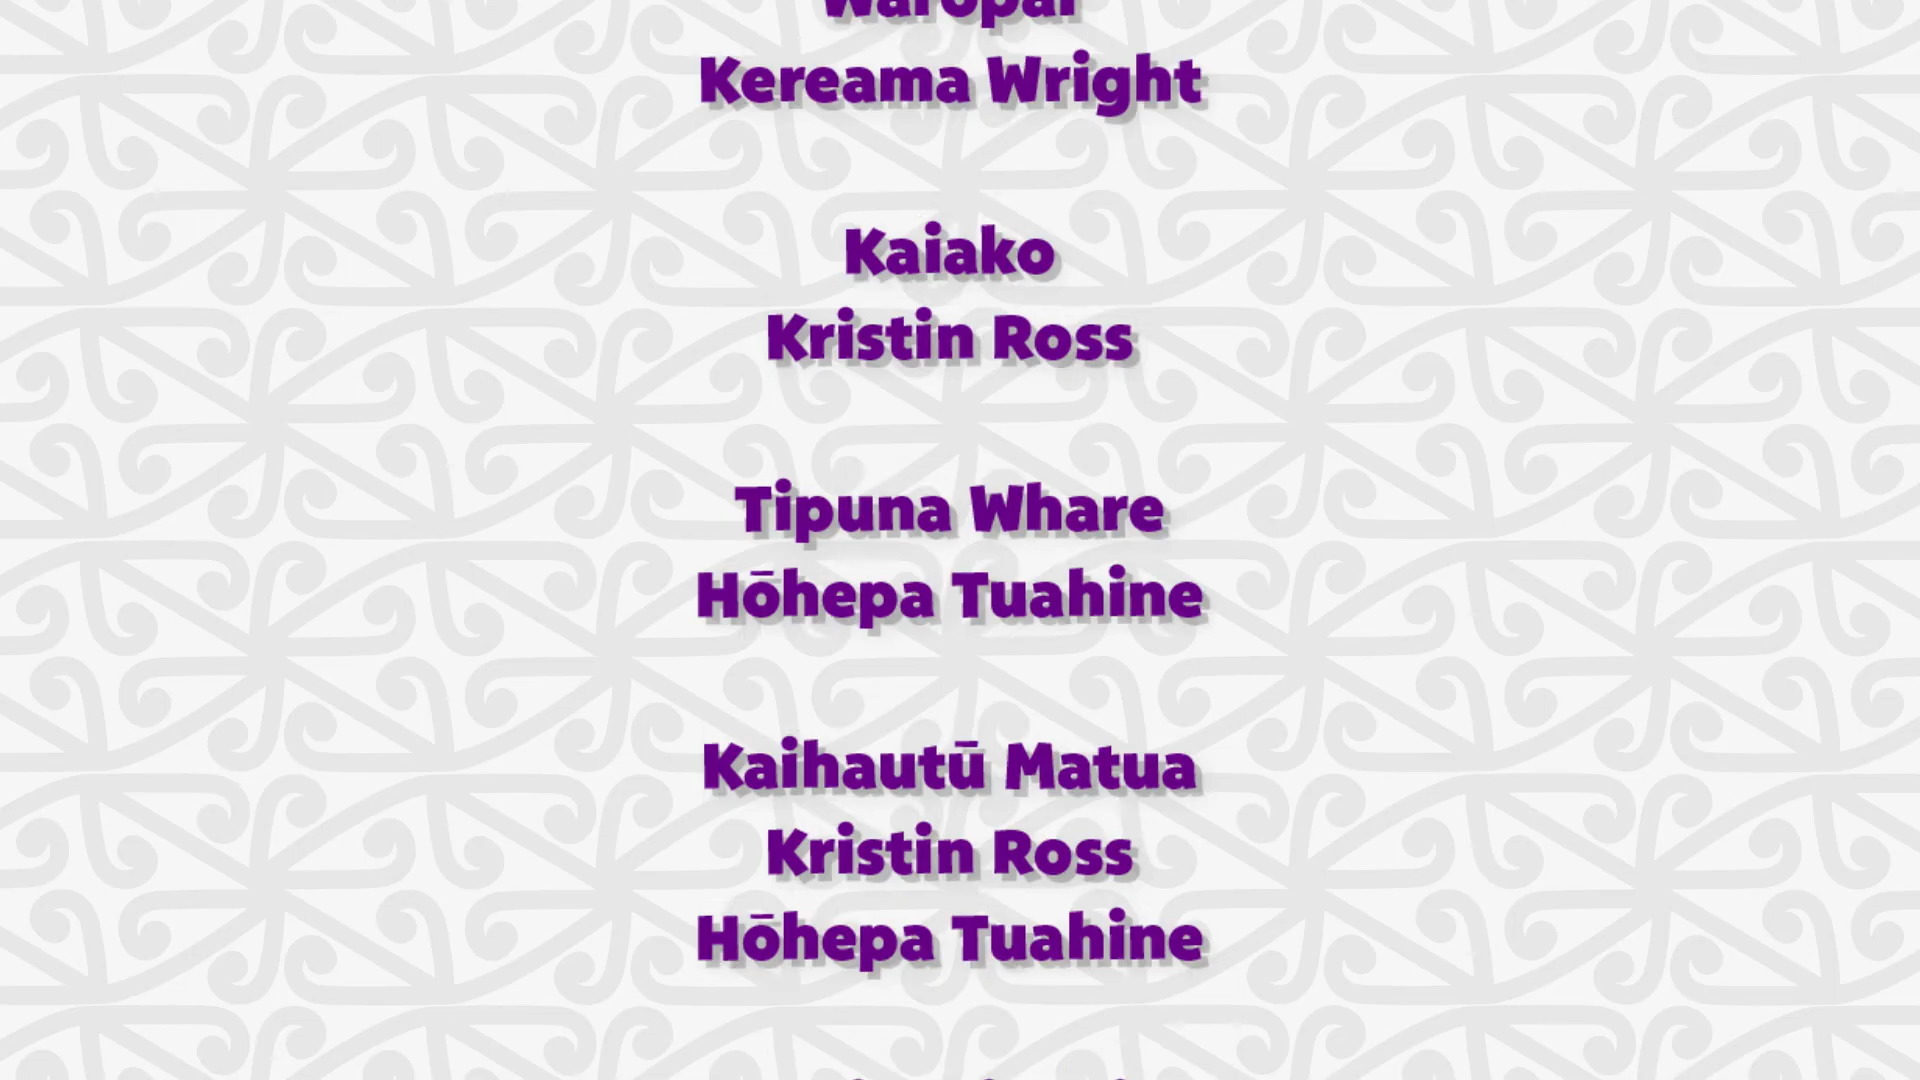 Kereama Wright
Kaiako
Kristin Ross
Tipuna Whare
Hōhepa Tuahine
Kaihautū Matua
Kristin Ross
Hōhepa Tuahine